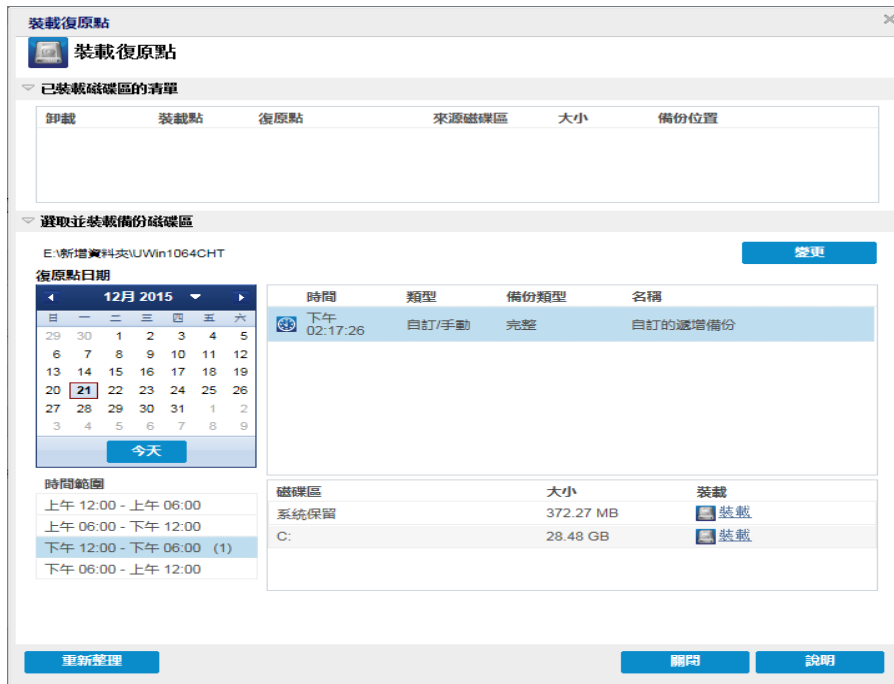 裝載復原點
裝載復原點
已裝載磁碟區的清單
卸載 裝載點 復原點 來源磁碟區 大小 備份位置
選取並裝載備份磁碟區
E:\新增資料夾\UWin1064CHT
變更
復原點日期
12月 2015
日 一 二 三 四 五 六
29 30 1 2 3 4 5
6 7 8 9 10 11 12
13 14 15 16 17 18 19
20 21 22 23 24 25 26
27 28 29 30 31 1 2
3 4 5 6 7 8 9
今天
時間 類型 備份類型 名稱
下午
02:17:26 自訂/手動 完整 自訂的遞增備份
時間範圍
上午 12:00 - 上午 06:00
上午 06:00 - 下午 12:00
下午 12:00 - 下午 06:00 (1)
下午 06:00 - 上午 12:00
磁碟區 大小 裝載
系統保留 372.27 MB 裝載
C: 28.48 GB 裝載
重新整理 關閉 說明